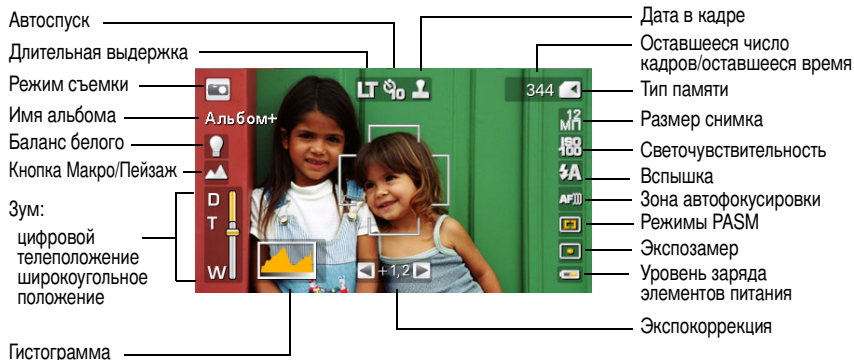 Автоспуск
Длительная выдержка
Режим съемки
Имя альбома
Баланс белого
Кнопка Макро/Пейзаж
Зум:
цифровой
телеположение
широкоугольное
положение
Гистограмма
LT 10
344
Альбом+
D
T
W
+1,2
12
МП
ISO
100
A
AF
Дата в кадре
Оставшееся число
кадров/оставшееся время
Тип памяти
Размер снимка
Светочувствительность
Вспышка
Зона автофокусировки
Режимы PASM
Экспозамер
Уровень заряда
элементов питания
Экспокоррекция